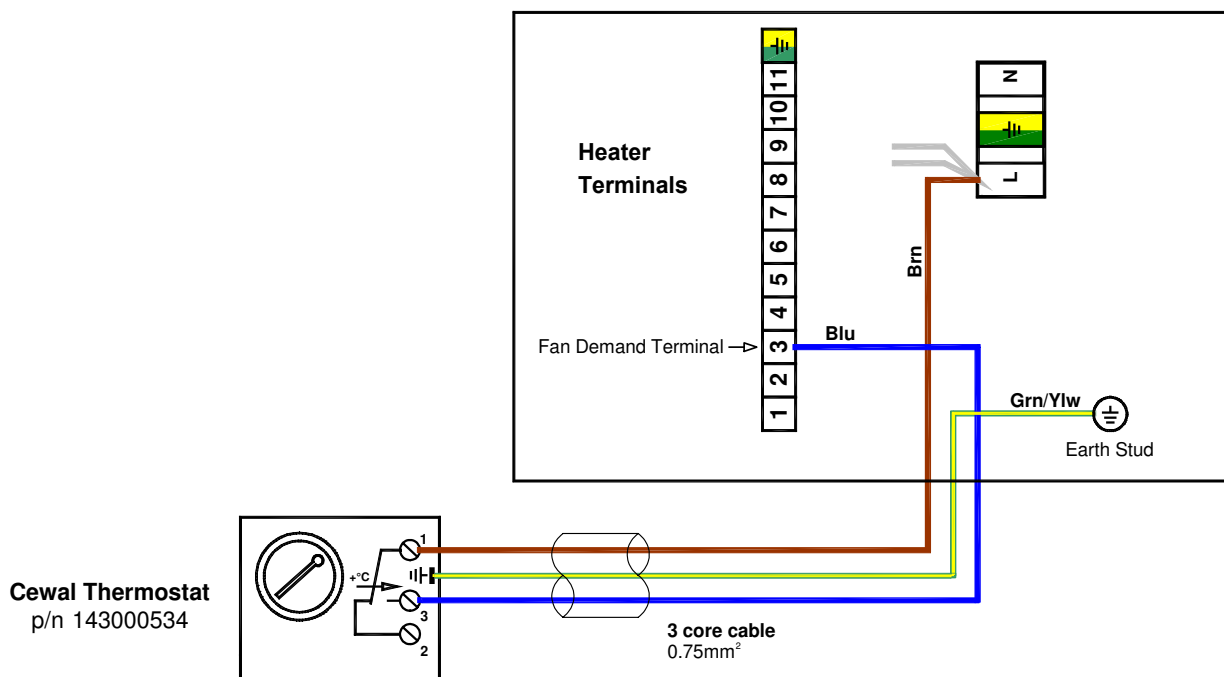 11
10
9
8
7
6
5
4
3
2
1
N
L
Heater
Terminals
Brn
Fan Demand Terminal
Blu
Grn/Ylw
Earth Stud
Cewal Thermostat
p/n 143000534
+°C
1
3
2
3 core cable
0.75mm²